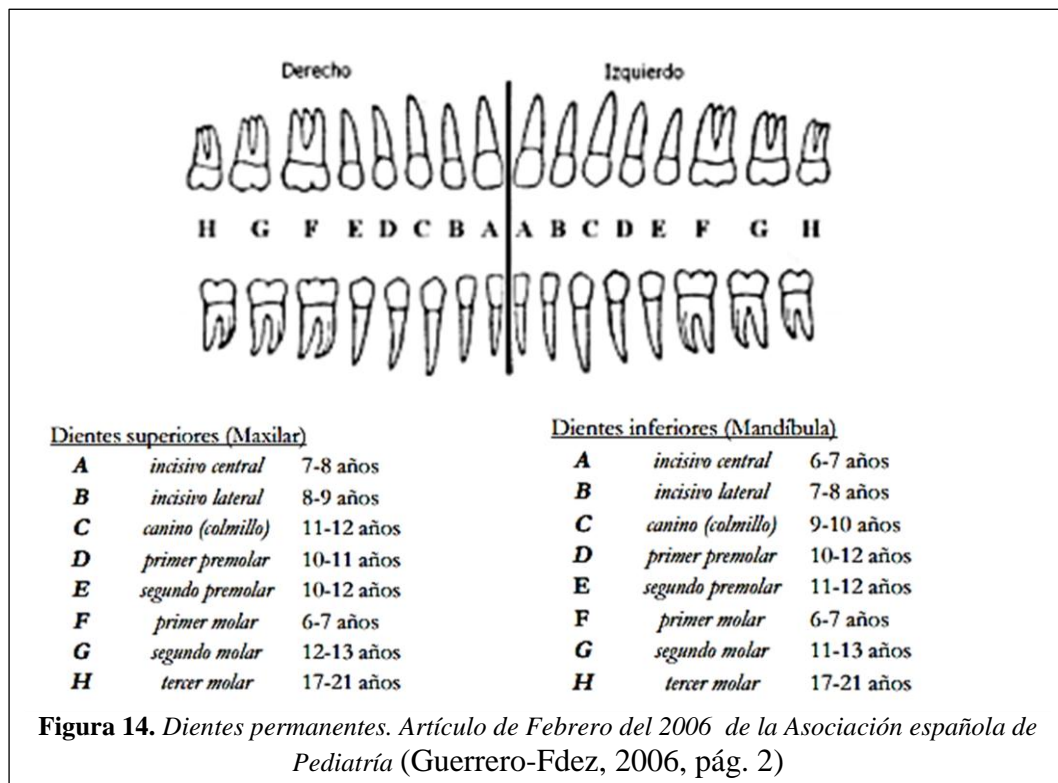 Derecho Izquierdo
H G F E D C B A A B C D E F G H
Dientes superiores (Maxilar)
A incisivo central 7-8 años
B incisivo lateral 8-9 años
C canino (colmillo) 11-12 años
D primer premolar 10-11 años
E segundo premolar 10-12 años
F primer molar 6-7 años
G segundo molar 12-13 años
H tercer molar 17-21 años
Dientes inferiores (Mandíbula)
A incisivo central 6-7 años
B incisivo lateral 7-8 años
C canino (colmillo) 9-10 años
D primer premolar 10-12 años
E segundo premolar 11-12 años
F primer molar 6-7 años
G segundo molar 11-13 años
H tercer molar 17-21 años
Figura 14. Dientes permanentes. Artículo de Febrero del 2006 de la Asociación española de
Pediatría (Guerrero-Fdez, 2006, pág. 2)